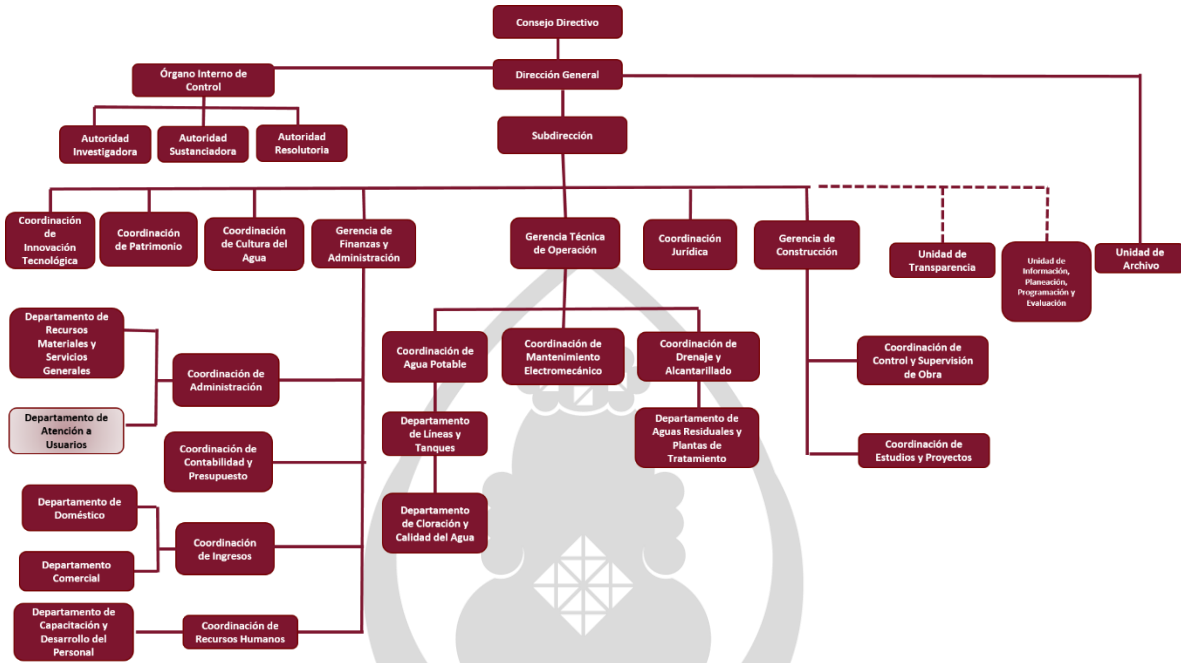 Consejo Directivo
Órgano Interno de
Control
Dirección General
Autoridad
Investigadora
Autoridad
Sustanciadora
Autoridad
Resolutoria
Subdirección
Coordinación
de
Innovación
Tecnológica
Coordinación
de Patrimonio
Coordinación
de Cultura del
Agua
Gerencia de
Finanzas y
Administración
Gerencia Técnica
de Operación
Coordinación
Jurídica
Gerencia de
Construcción
Unidad de
Transparencia
Unidad de
Información,
Planeación,
Programación y
Evaluación
Unidad de
Archivo
Departamento de
Recursos
Materiales y
Servicios
Generales
Coordinación de
Administración
Departamento de
Atención a
Usuarios
Coordinación de
Contabilidad y
Presupuesto
Departamento de
Doméstico
Coordinación
de Ingresos
Departamento
Comercial
Departamento de
Capacitación y
Desarrollo del
Personal
Coordinación de
Recursos Humanos
Coordinación de
Agua Potable
Coordinación de
Mantenimiento
Electromecánico
Coordinación de
Drenaje y
Alcantarillado
Departamento
de Líneas y
Tanques
Departamento de
Aguas Residuales y
Plantas de
Tratamiento
Departamento
de Cloración y
Calidad del Agua
Coordinación de
Control y Supervisión
de Obra
Coordinación de
Estudios y Proyectos